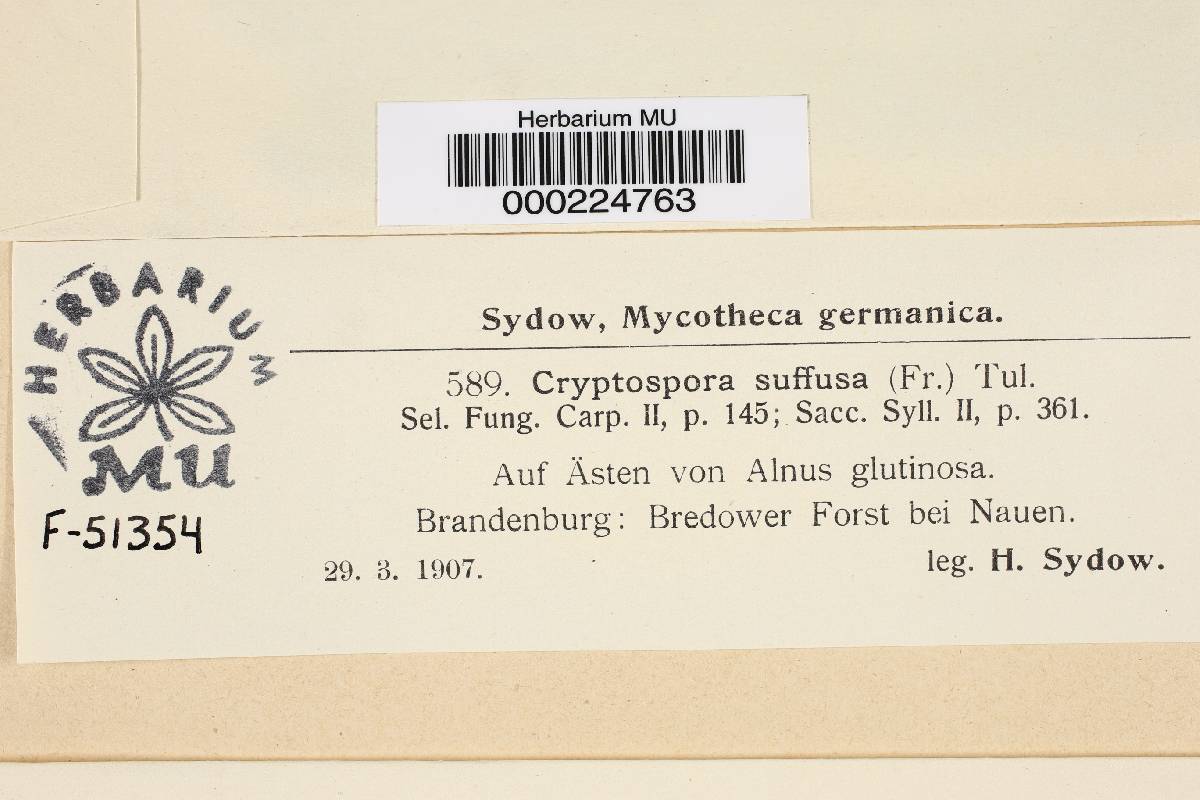 Herbarium MU
000224763
HERBARIUM
MU
F-51354
Sydow, Mycotheca germanica.
589. Cryptospora suffusa (Fr.) Tul.
Sel. Fung. Carp. II, p. 145; Sacc. Syll. II, p. 361.
Auf Ästen von Alnus glutinosa.
Brandenburg: Bredower Forst bei Nauen.
29. 3. 1907. leg. H. Sydow.